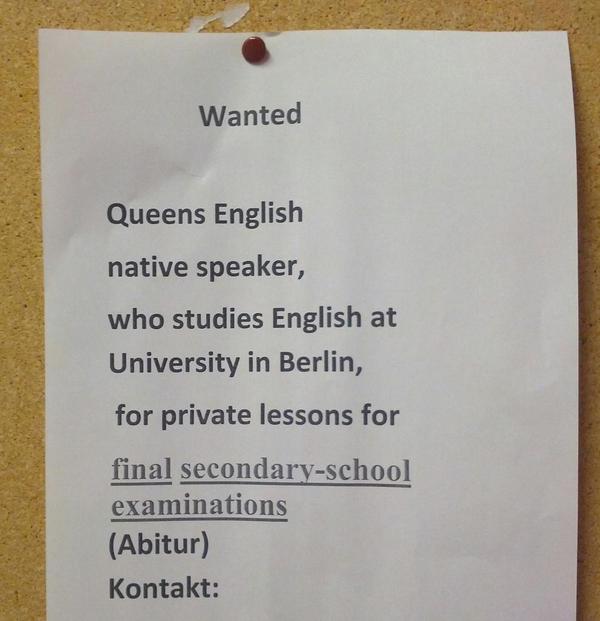 Wanted
Queens English
native speaker,
who studies English at
University in Berlin,
for private lessons for
final secondary-school
examinations
(Abitur)
Kontakt: